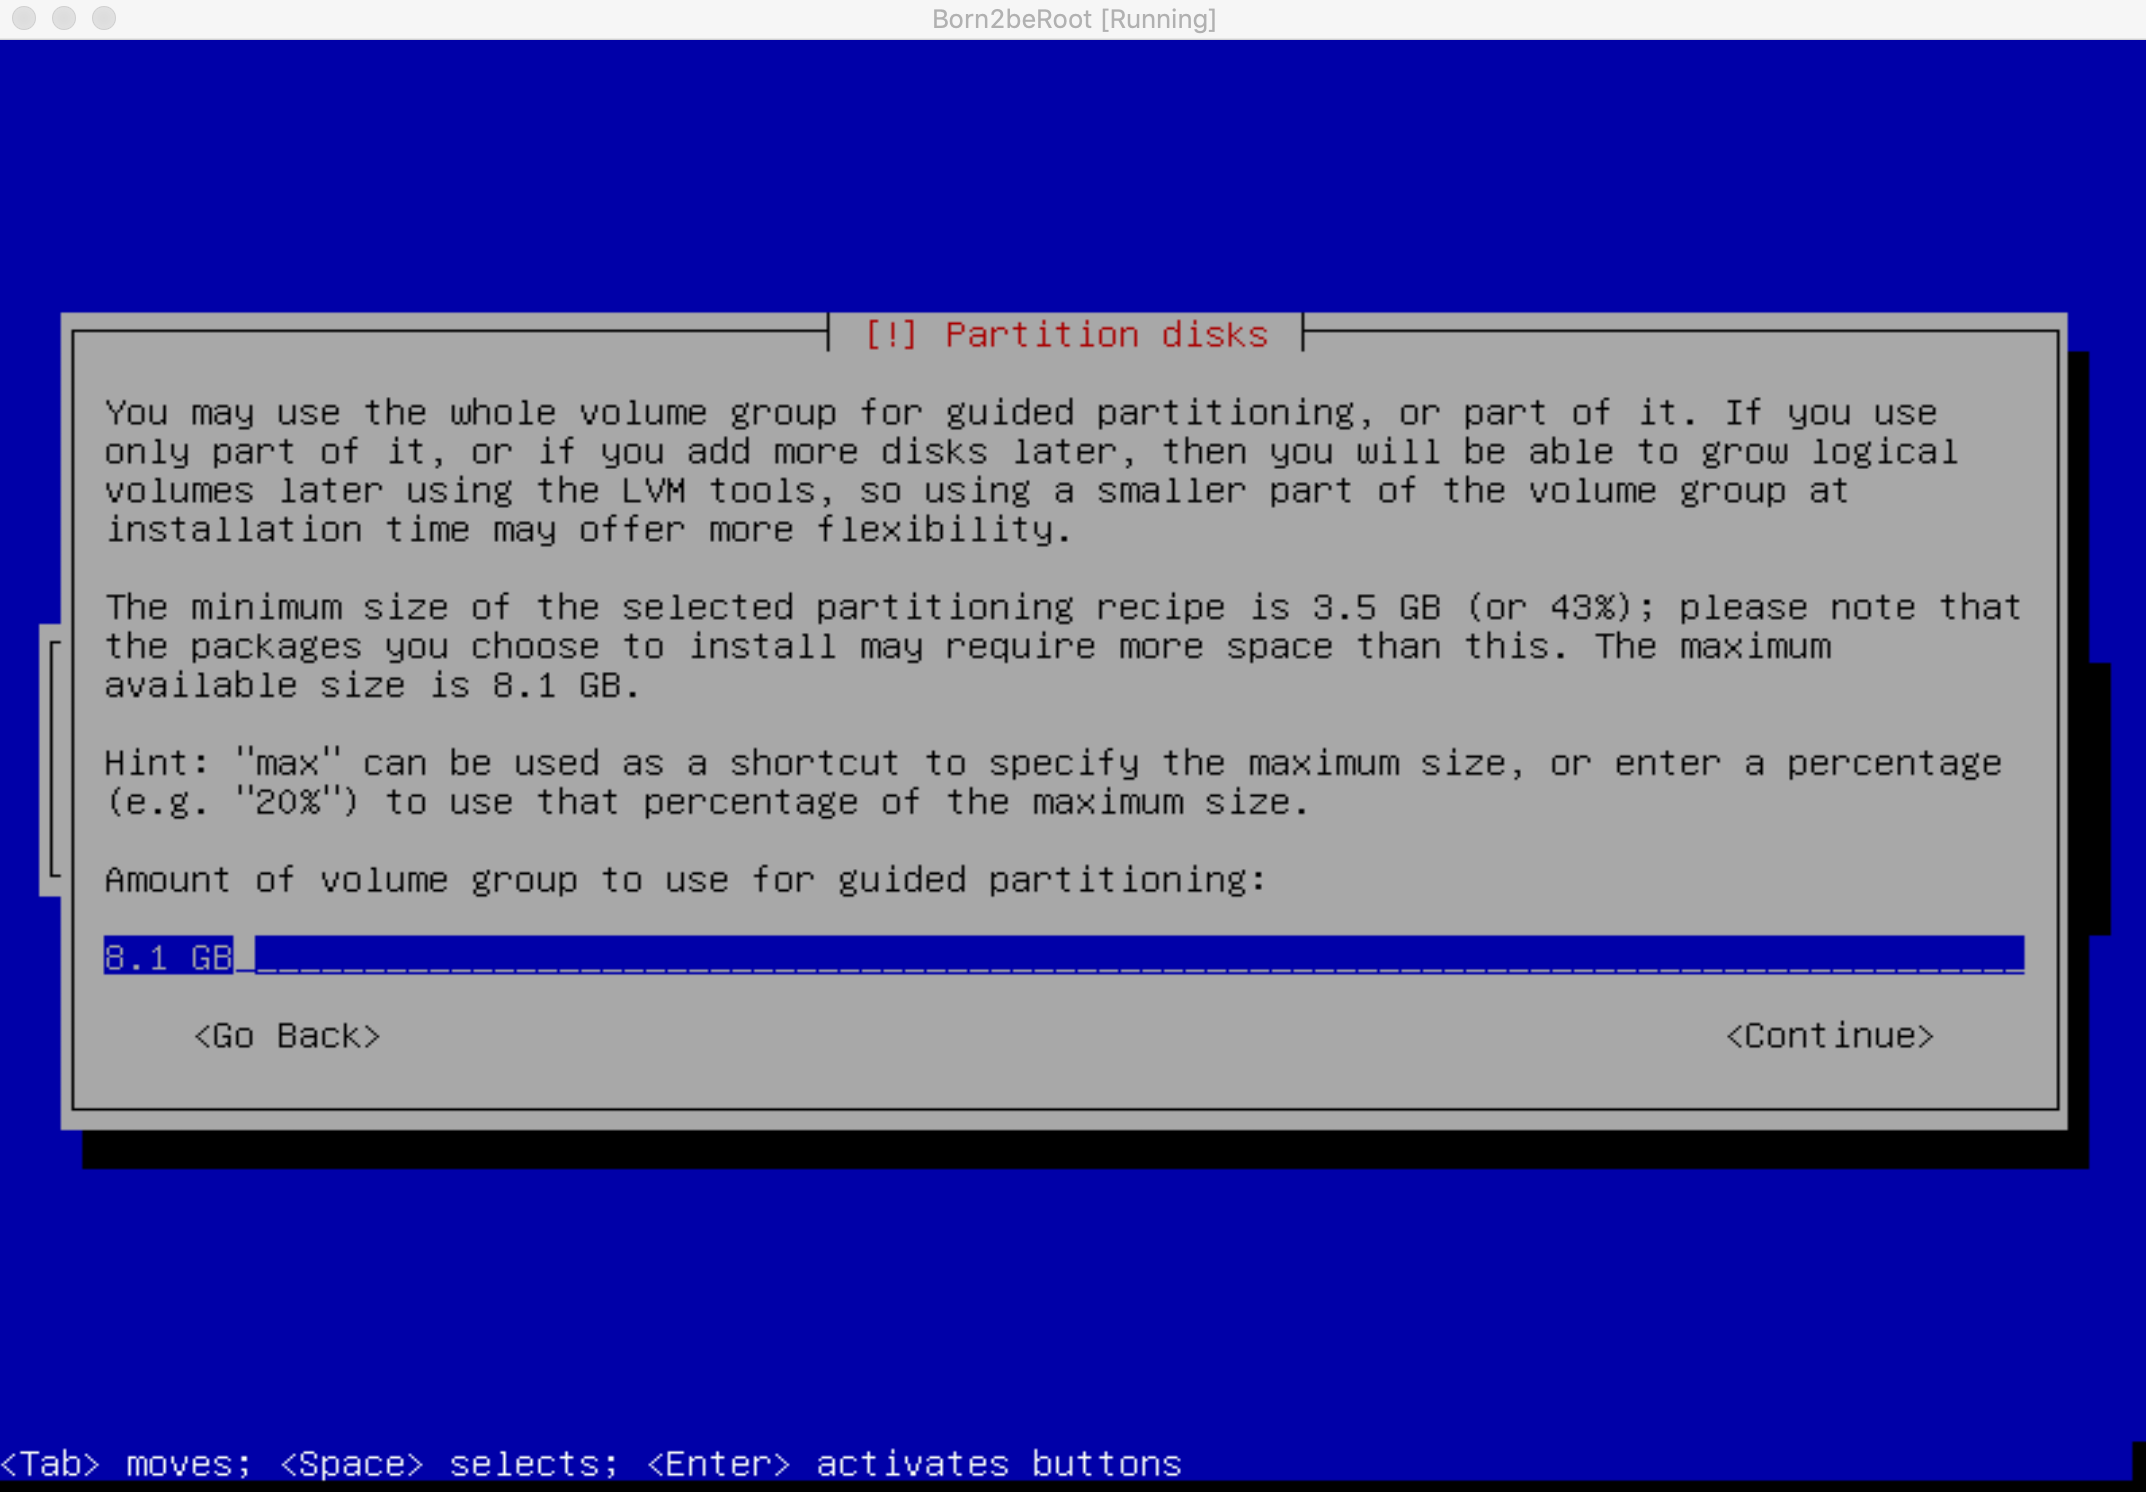 Born2beRoot [Running]
[!] Partition disks
You may use the whole volume group for guided partitioning, or part of it. If you use
only part of it, or if you add more disks later, then you will be able to grow logical
volumes later using the LVM tools, so using a smaller part of the volume group at
installation time may offer more flexibility.
The minimum size of the selected partitioning recipe is 3.5 GB (or 43%); please note that
the packages you choose to install may require more space than this. The maximum
available size is 8.1 GB.
Hint: "max" can be used as a shortcut to specify the maximum size, or enter a percentage
(e.g. "20%") to use that percentage of the maximum size.
Amount of volume group to use for guided partitioning:
8.1 GB
<Go Back> <Continue>
<Tab> moves; <Space> selects; <Enter> activates buttons